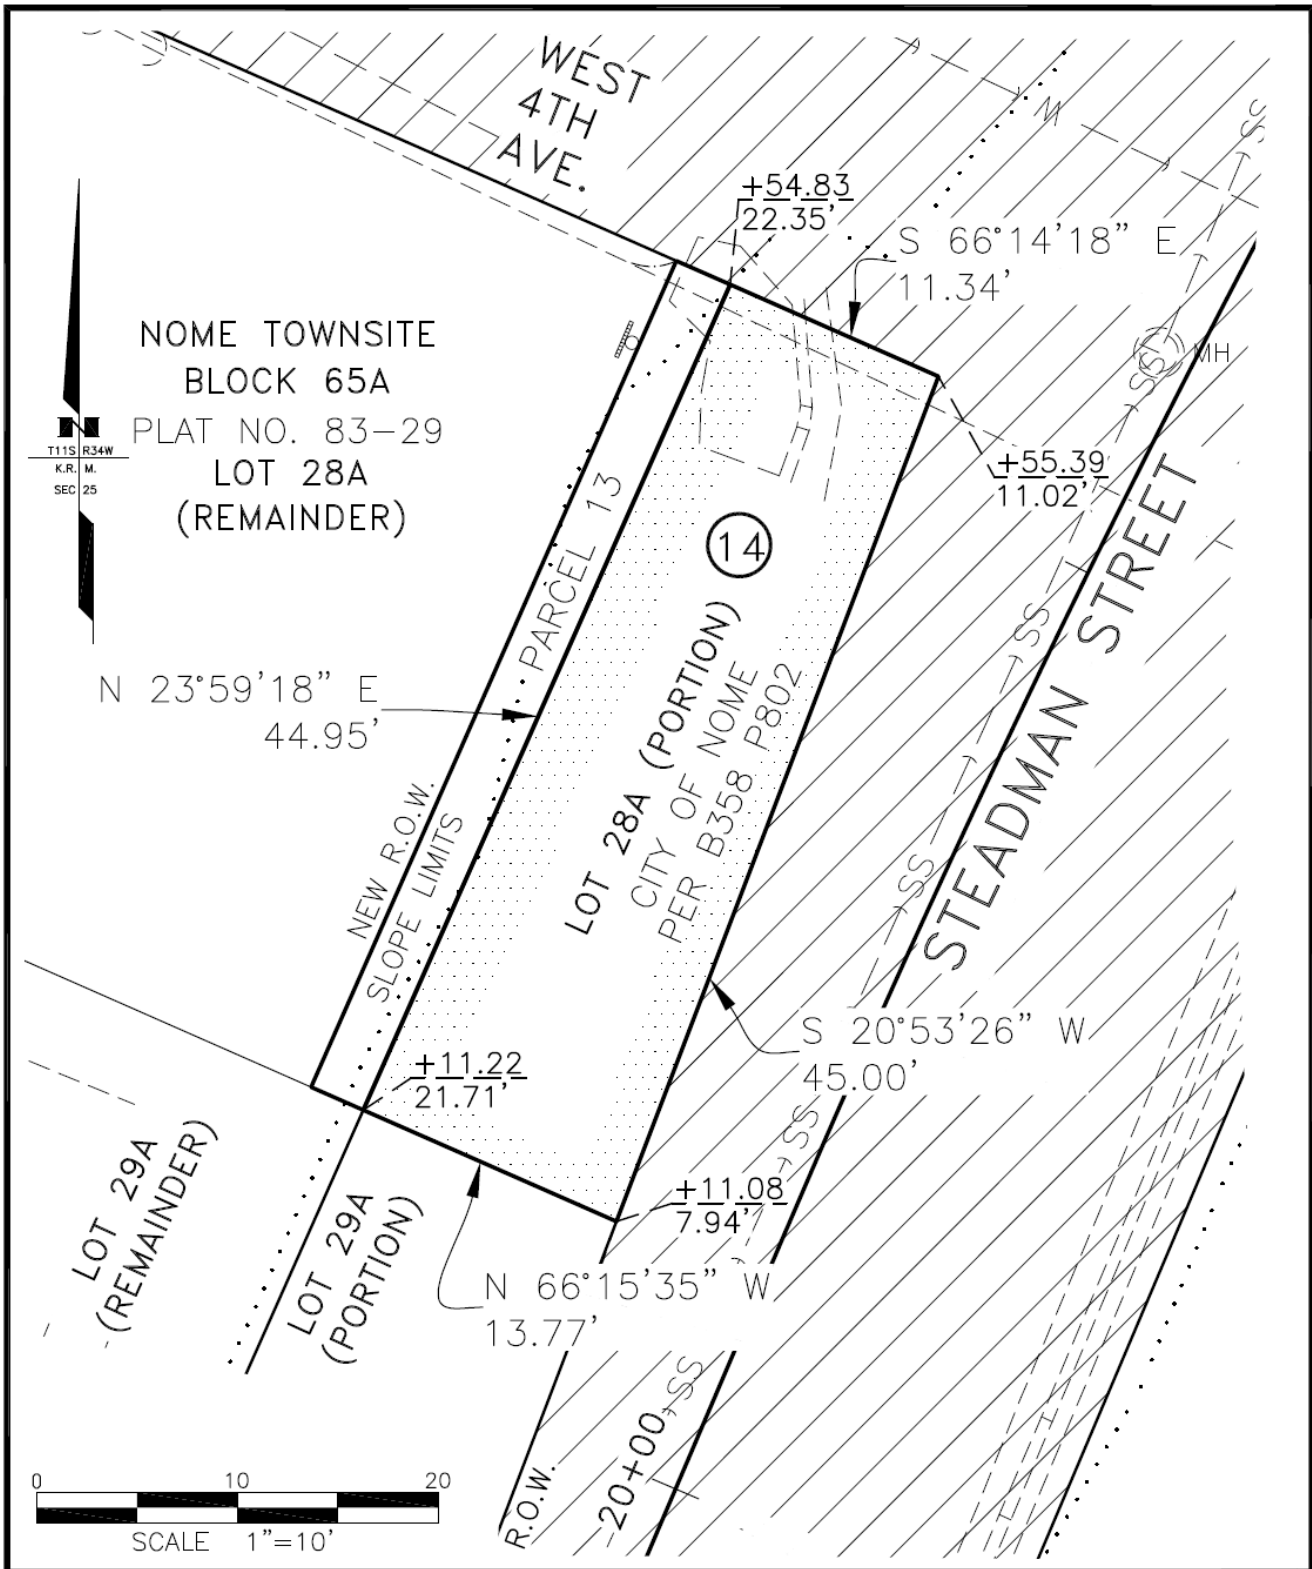 WEST
4TH
AVE.
+54.83
22.35'
S 66°14'18" E
11.34'
W
SS
NOME TOWNSITE
BLOCK 65A
PLAT NO. 83-29
LOT 28A
(REMAINDER)
N
T11S R34W
K.R. M.
SEC 25
SS
MH
+55.39
11.02'
14
PARCEL 13
STEADMAN STREET
SS
N 23°59'18" E
44.95'
LOT 28A (PORTION)
CITY OF NOME
PER B358 P802
NEW R.O.W.
SLOPE LIMITS
SS
S 20°53'26" W
45.00'
+11.22
21.71'
SS
+11.08
7.94'
LOT 29A
(REMAINDER)
LOT 29A
(PORTION)
N 66°15'35" W
13.77'
SS
20+00
R.O.W.
0 10 20
SCALE 1"=10'